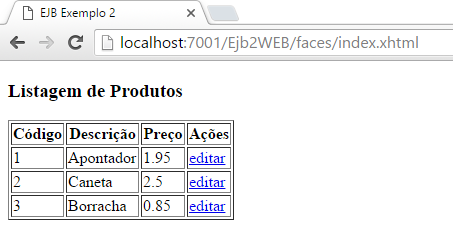 EJB Exemplo 2
localhost:7001/Ejb2WEB/faces/index.xhtml
Listagem de Produtos
Código Descrição Preço Ações
1 Apontador 1.95 editar
2 Caneta 2.5 editar
3 Borracha 0.85 editar